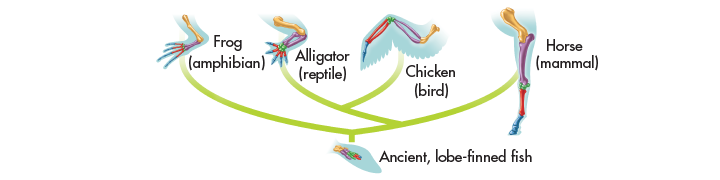 Frog
(amphibian)
Alligator
(reptile)
Chicken
(bird)
Horse
(mammal)
Ancient, lobe-finned fish